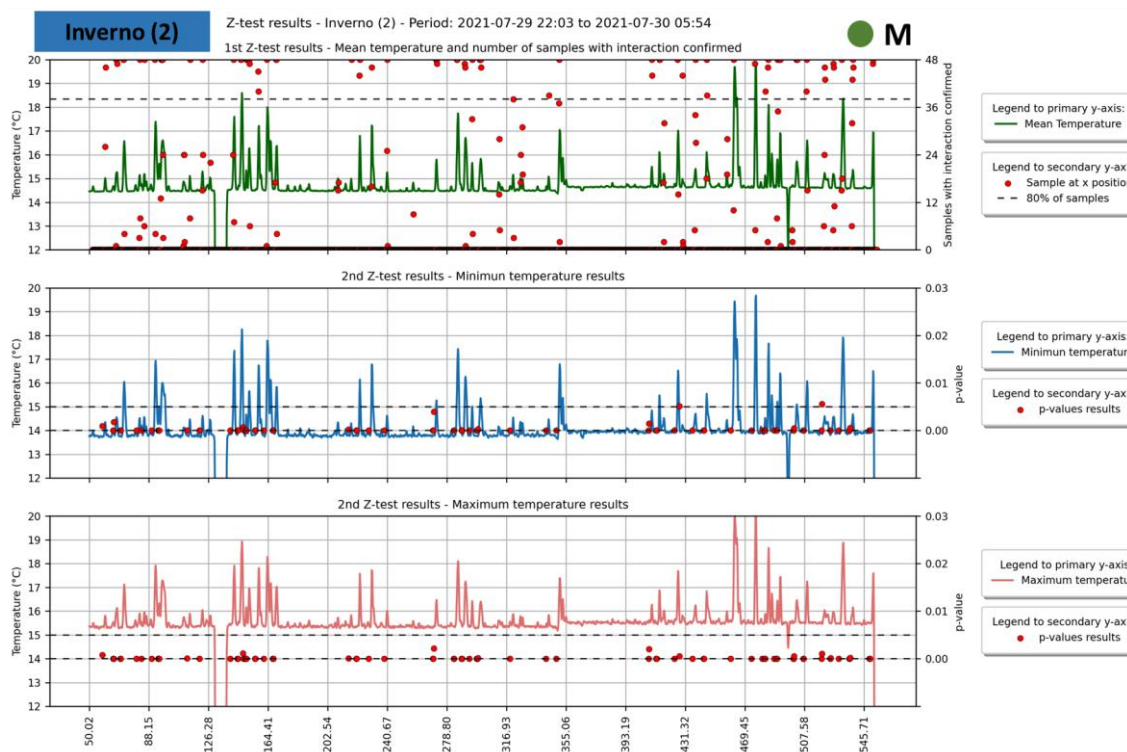 Inverno (2)
Z-test results - Inverno (2) - Period: 2021-07-29 22:03 to 2021-07-30 05:54
M
1st Z-test results - Mean temperature and number of samples with interaction confirmed
20
19
18
17
16
15
14
13
12
Temperature (°C)
48
36
24
12
0
Samples with interaction confirmed
Legend to primary y-axis:
Mean Temperature
Legend to secondary y-axis
Sample at x position
80% of samples
2nd Z-test results - Minimun temperature results
20
19
18
17
16
15
14
13
12
Temperature (°C)
0.03
0.02
0.01
0.00
p-value
Legend to primary y-axis
Minimun temperatur
Legend to secondary y-ax
p-values results
2nd Z-test results - Maximum temperature results
20
19
18
17
16
15
14
13
12
Temperature (°C)
0.03
0.02
0.01
0.00
p-value
Legend to primary y-axis
Maximum temperatu
Legend to secondary y-ax
p-values results
50.02
88.15
126.28
164.41
202.54
240.67
278.80
316.93
355.06
393.19
431.32
469.45
507.58
545.71